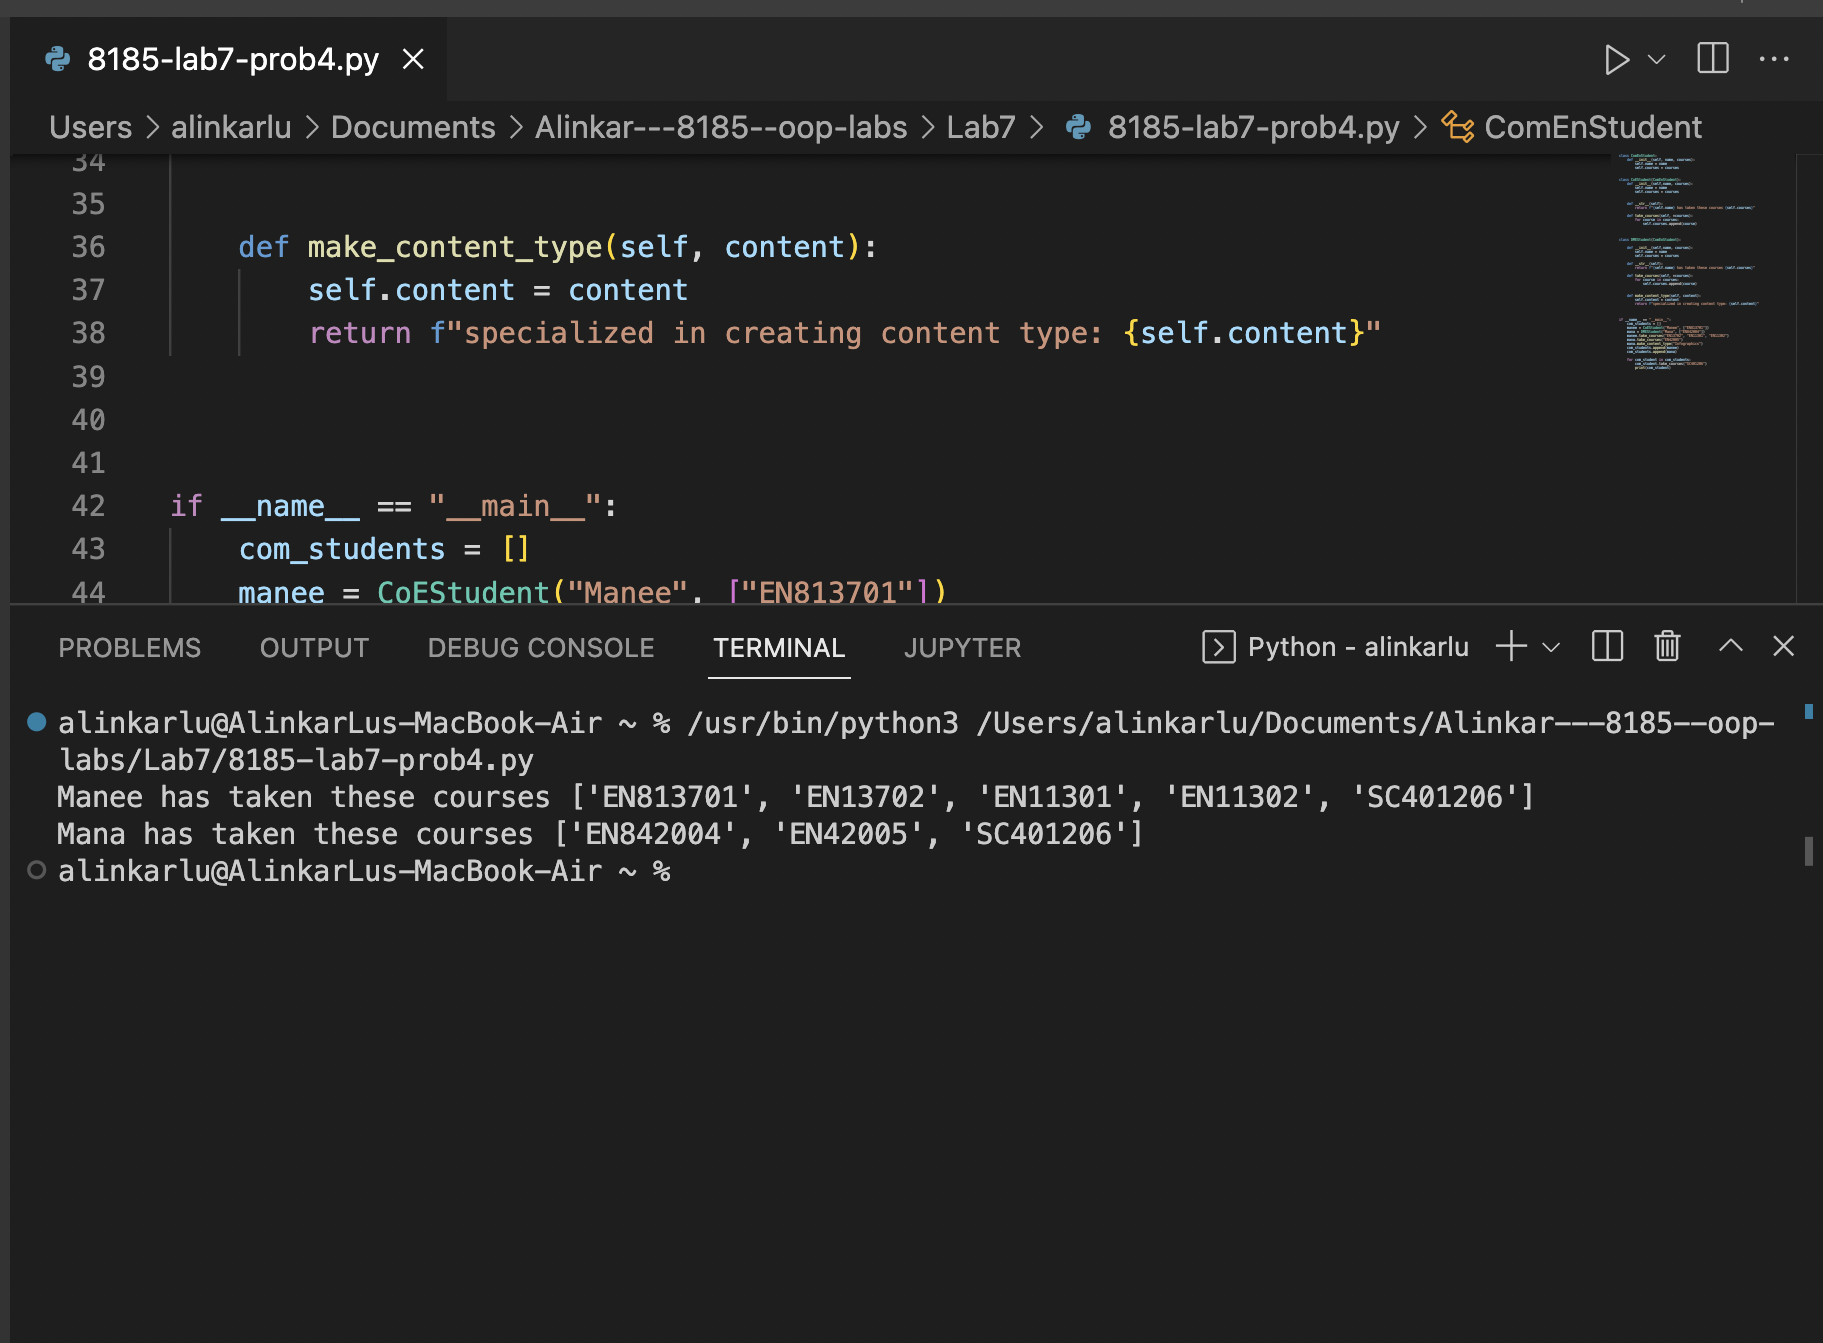 8185-lab7-prob4.py
Users > alinkarlu > Documents > Alinkar---8185--oop-labs > Lab7 > 8185-lab7-prob4.py > ComEnStudent
34
35
36 def make_content_type(self, content):
37 self.content = content
38 return f"specialized in creating content type: {self.content}"
39
40
41
42 if __name__ == "__main__":
43 com_students = []
44 manee = CoEStudent("Manee", ["EN813701"])
PROBLEMS OUTPUT DEBUG CONSOLE TERMINAL JUPYTER Python - alinkarlu
alinkarlu@AlinkarLus-MacBook-Air ~ % /usr/bin/python3 /Users/alinkarlu/Documents/Alinkar---8185--oop-
labs/Lab7/8185-lab7-prob4.py
Manee has taken these courses ['EN813701', 'EN13702', 'EN11301', 'EN11302', 'SC401206']
Mana has taken these courses ['EN842004', 'EN42005', 'SC401206']
alinkarlu@AlinkarLus-MacBook-Air ~ %